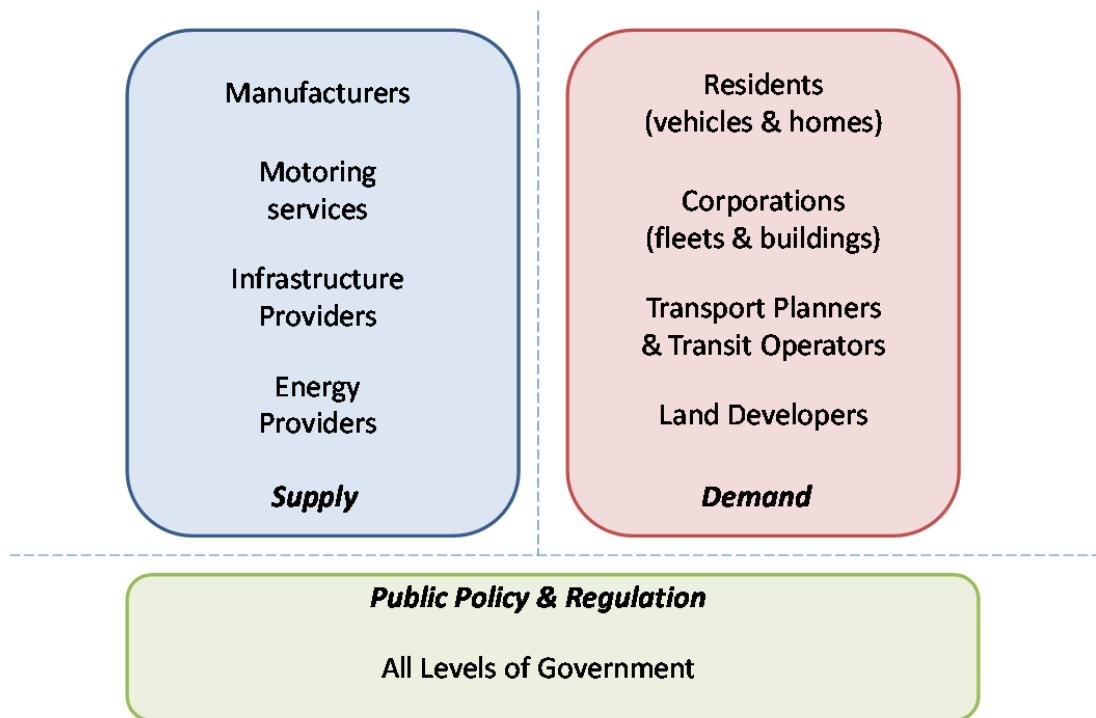 Manufacturers
Motoring
services
Infrastructure
Providers
Energy
Providers
Supply
Residents
(vehicles & homes)
Corporations
(fleets & buildings)
Transport Planners
& Transit Operators
Land Developers
Demand
Public Policy & Regulation
All Levels of Government